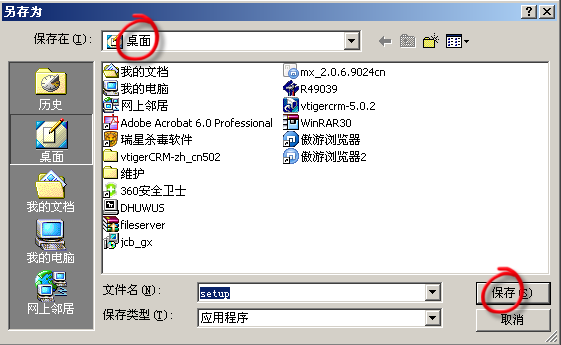 另存为
保存在(I):
桌面
历史
桌面
我的文档
我的电脑
网上邻居
我的文档
我的电脑
网上邻居
Adobe Acrobat 6.0 Professional
瑞星杀毒软件
vtigerCRM-zh_cn502
维护
360安全卫士
DHUWUS
fileserver
jcb_gx
mx_2.0.6.9024cn
R49039
vtigercrm-5.0.2
WinRAR30
傲游浏览器
傲游浏览器2
文件名(N):
setup
保存(S)
保存类型(T):
应用程序
取消